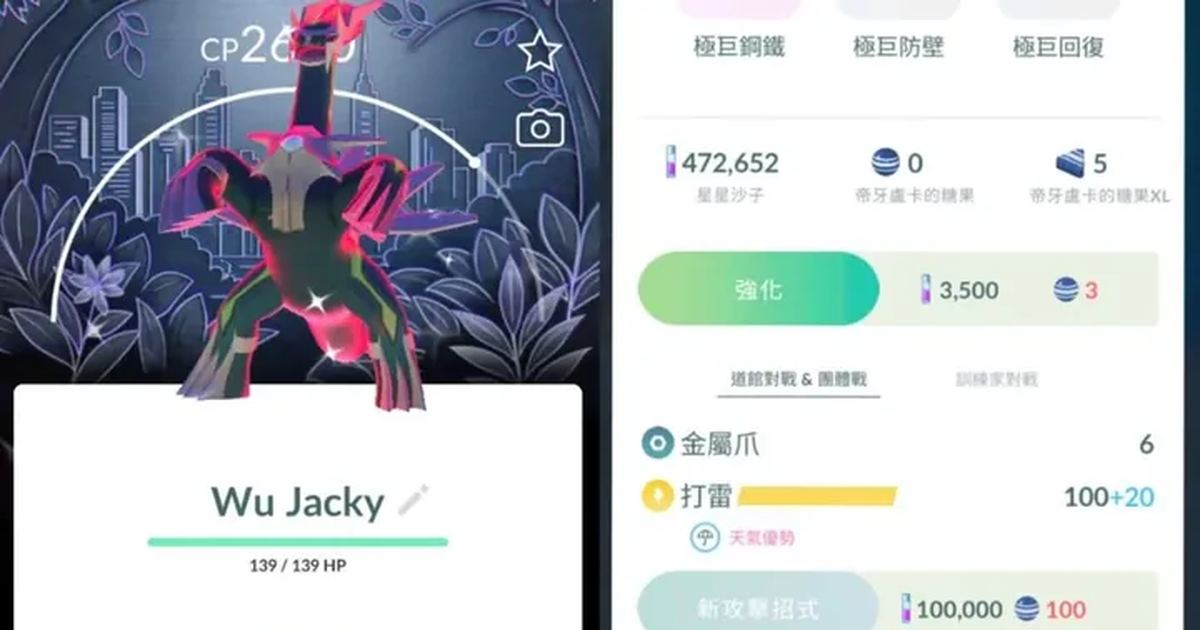 CP26
Wu Jacky
139 / 139 HP
極巨鋼鐵 極巨防壁 極巨回復
472,652 0 5
星星沙子 帝牙盧卡的糖果 帝牙盧卡的糖果XL
強化 3,500 3
道館對戰 & 團體戰 訓練家對戰
金屬爪 6
打雷 100+20
天氣優勢
新攻擊招式 100,000 100